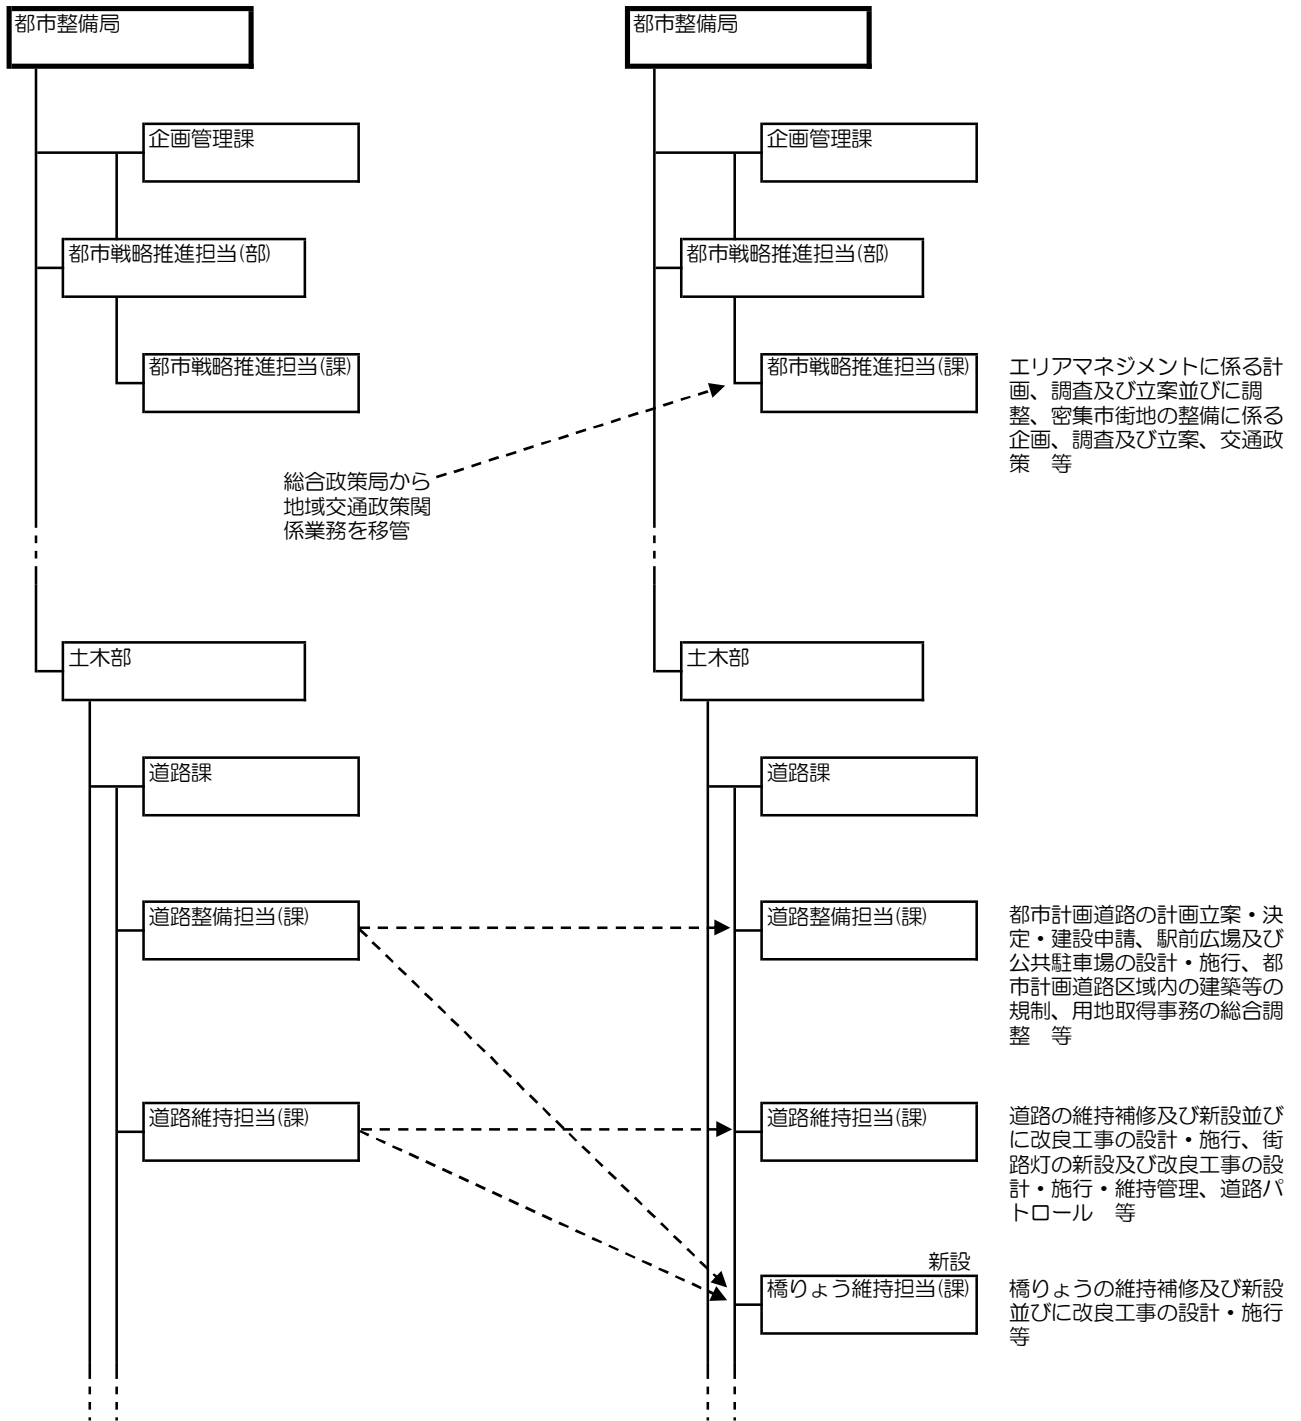 都市整備局
都市整備局
企画管理課
企画管理課
都市戦略推進担当(部)
都市戦略推進担当(部)
都市戦略推進担当(課)
都市戦略推進担当(課)
エリアマネジメントに係る計
画、調査及び立案並びに調
整、密集市街地の整備に係る
企画、調査及び立案、交通政
策　等
総合政策局から
地域交通政策関
係業務を移管
土木部
土木部
道路課
道路課
道路整備担当(課)
道路整備担当(課)
都市計画道路の計画立案・決
定・建設申請、駅前広場及び
公共駐車場の設計・施行、都
市計画道路区域内の建築等の
規制、用地取得事務の総合調
整　等
道路維持担当(課)
道路維持担当(課)
道路の維持補修及び新設並び
に改良工事の設計・施行、街
路灯の新設及び改良工事の設
計・施行・維持管理、道路パ
トロール　等
新設
橋りょう維持担当(課)
橋りょうの維持補修及び新設
並びに改良工事の設計・施行
等